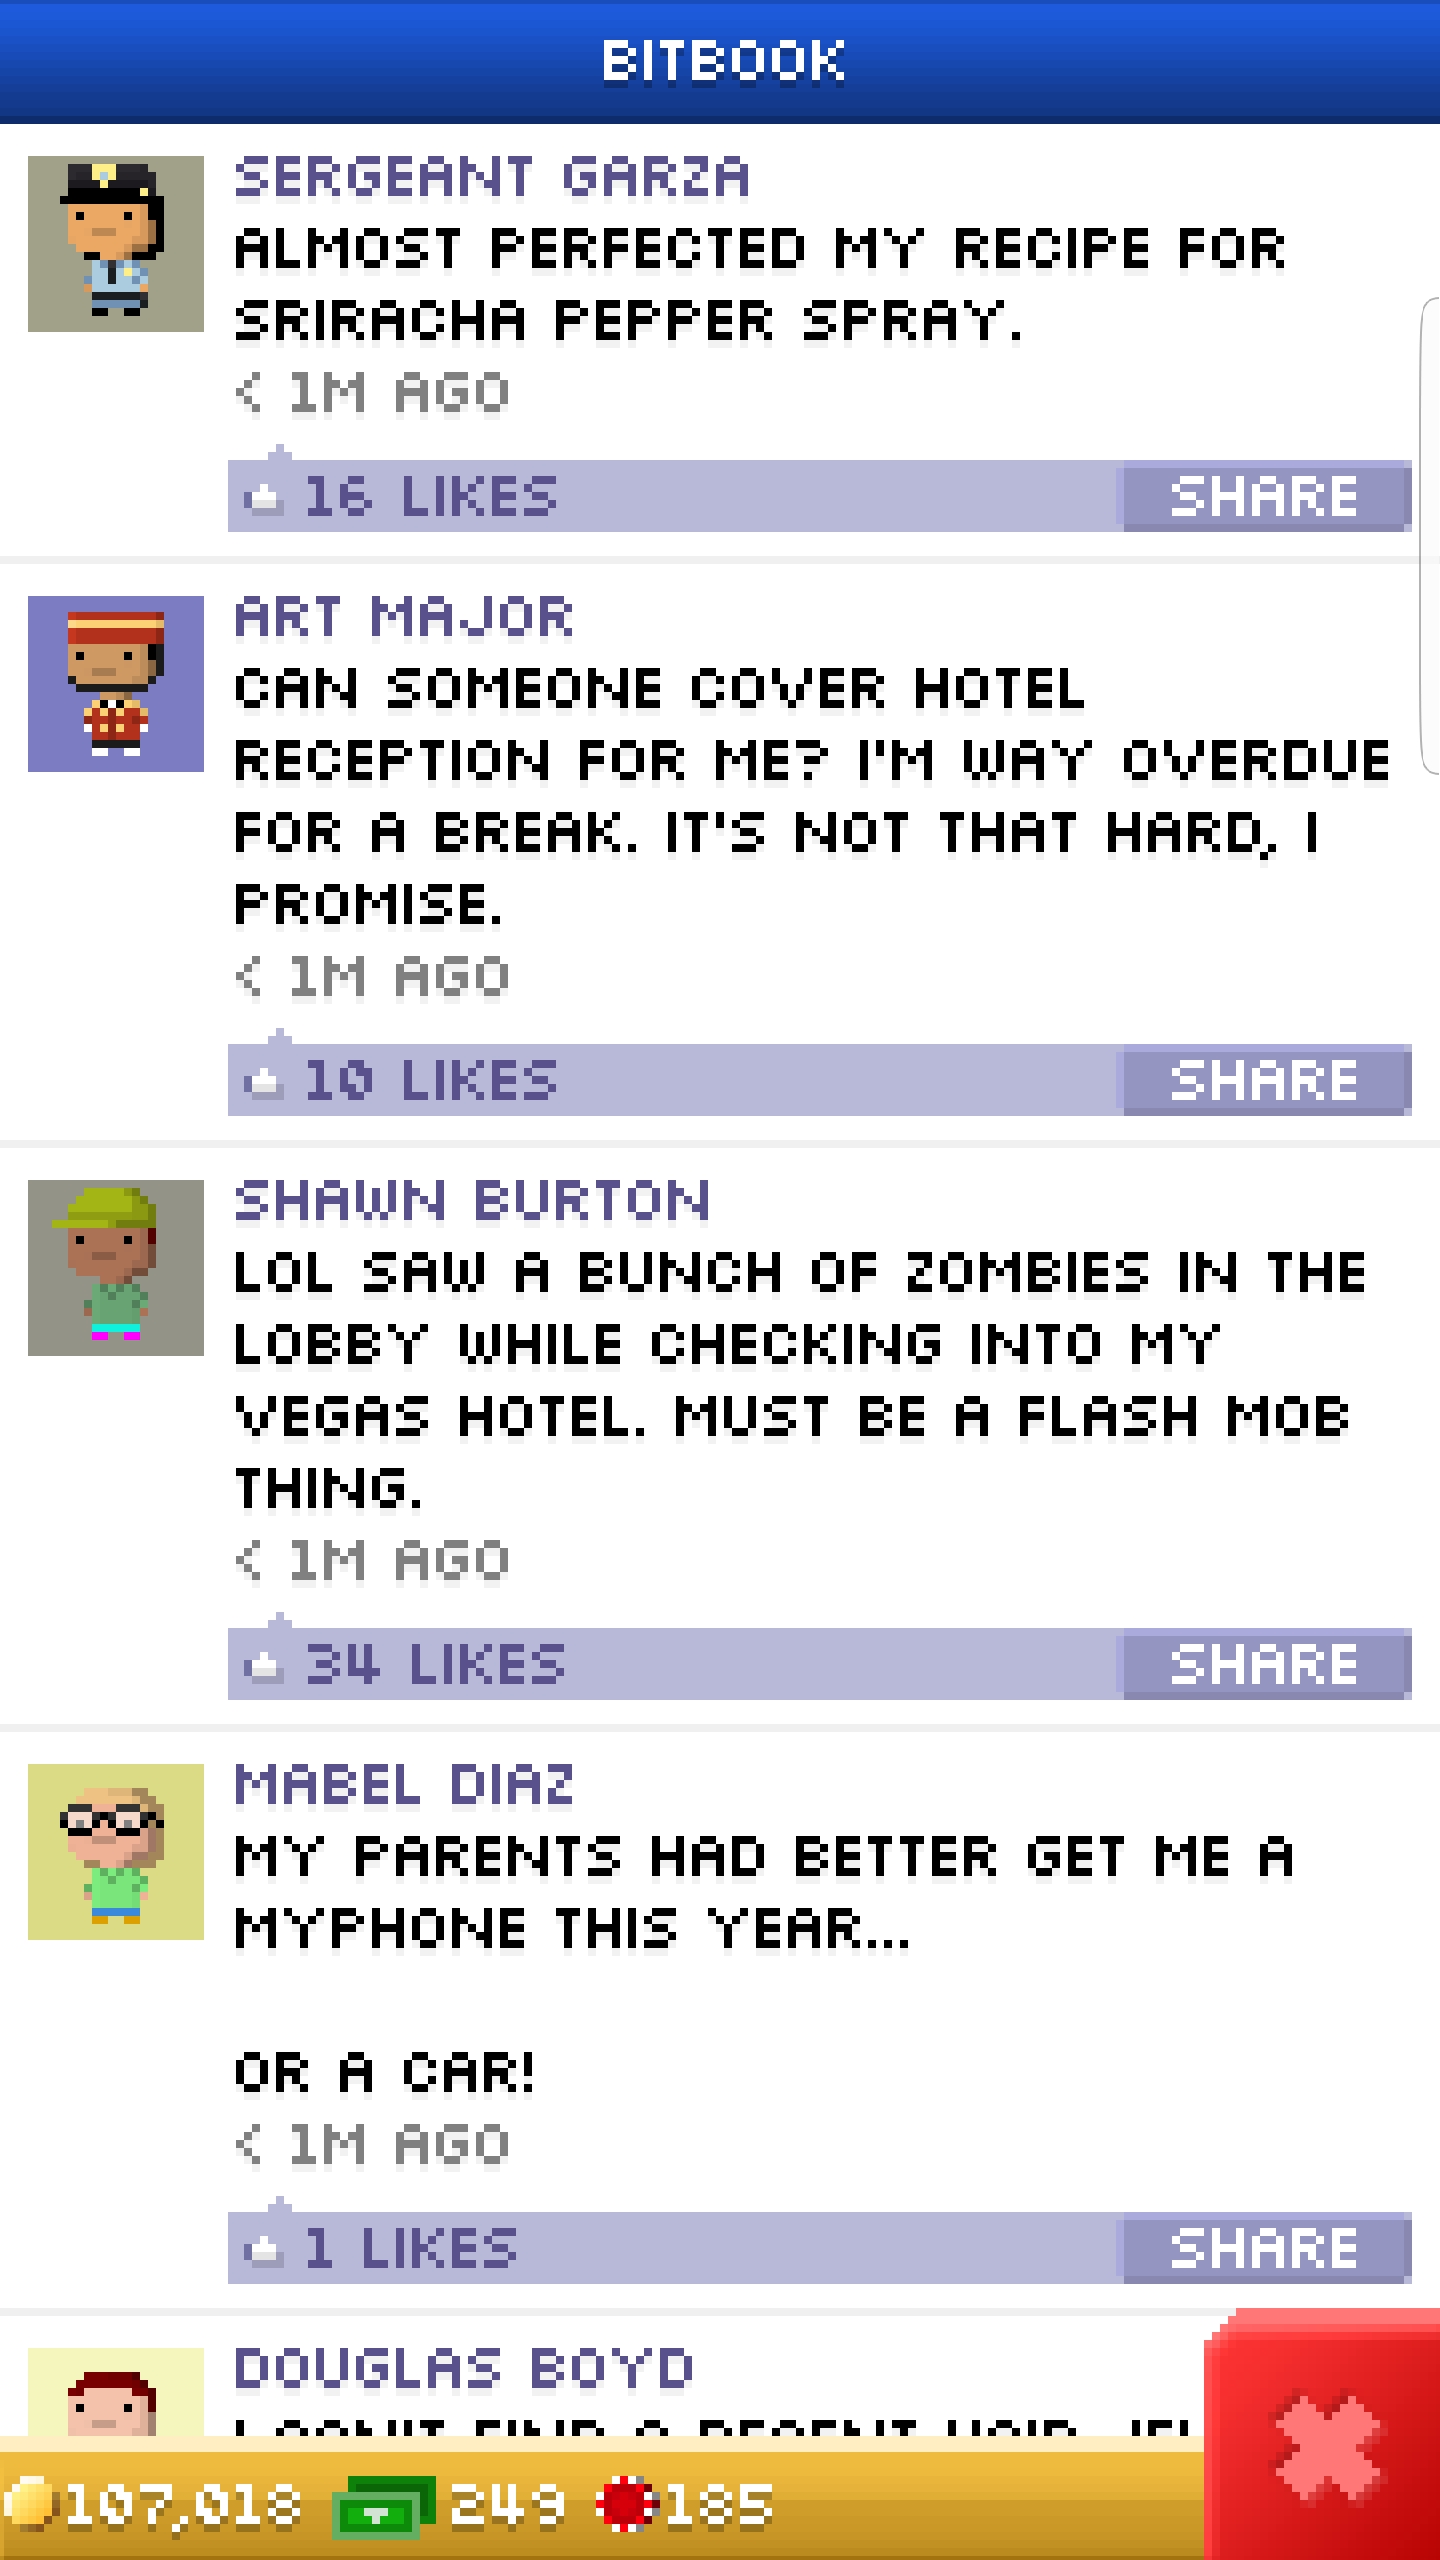 BITBOOK
SERGEANT GARZA
ALMOST PERFECTED MY RECIPE FOR
SRIRACHA PEPPER SPRAY.
< 1M AGO
16 LIKES SHARE
ART MAJOR
CAN SOMEONE COVER HOTEL
RECEPTION FOR ME? I'M WAY OVERDUE
FOR A BREAK. IT'S NOT THAT HARD, I
PROMISE.
< 1M AGO
10 LIKES SHARE
SHAWN BURTON
LOL SAW A BUNCH OF ZOMBIES IN THE
LOBBY WHILE CHECKING INTO MY
VEGAS HOTEL. MUST BE A FLASH MOB
THING.
< 1M AGO
34 LIKES SHARE
MABEL DIAZ
MY PARENTS HAD BETTER GET ME A
MYPHONE THIS YEAR...
OR A CAR!
< 1M AGO
1 LIKES SHARE
DOUGLAS BOYD
FIND A DECENT
107,018 249 185